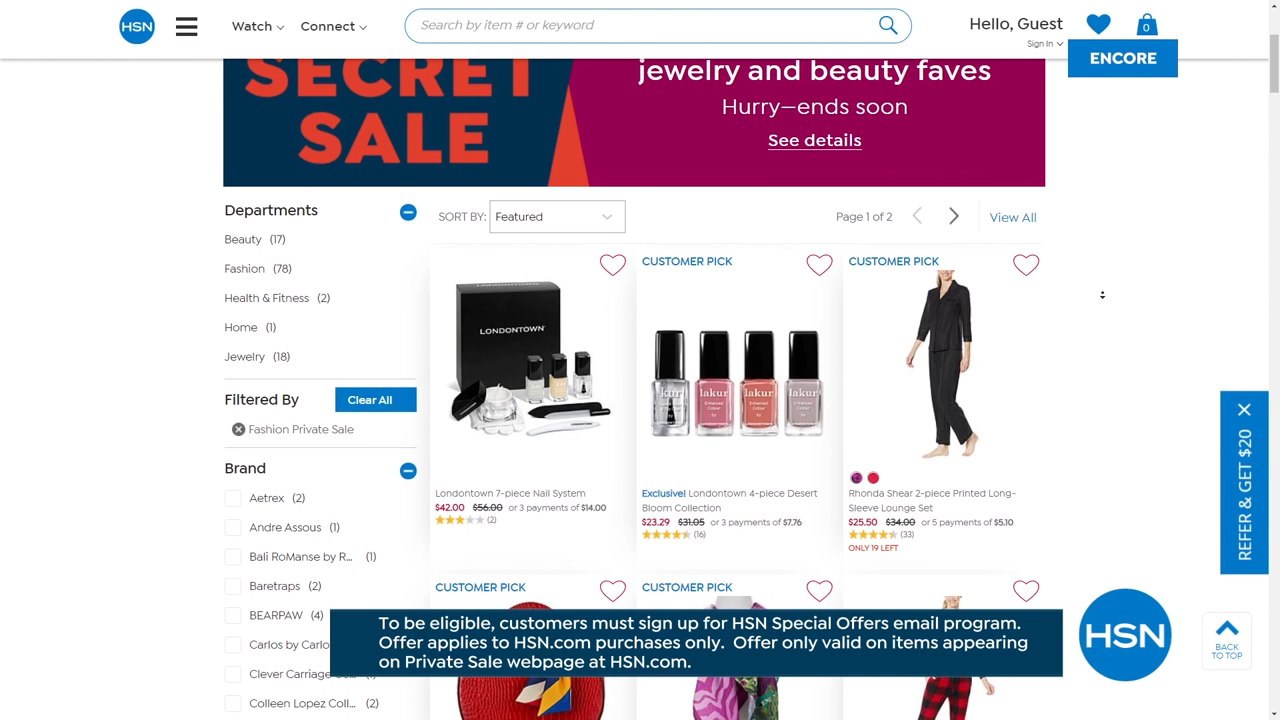 HSN
Watch
Connect
Search by item # or keyword
Hello, Guest
Sign In
0
ENCORE
SECRET
SALE
jewelry and beauty faves
Hurry—ends soon
See details
Departments
Beauty (17)
Fashion (78)
Health & Fitness (2)
Home (1)
Jewelry (18)
Filtered By
Clear All
Fashion Private Sale
Brand
Aetrex (2)
Andre Assous (1)
Bali RoManse by R... (1)
Baretraps (2)
BEARPAW (4)
Carlos by Carlo
Clever Carriage
Colleen Lopez Coll... (2)
SORT BY: Featured
Page 1 of 2
View All
LONDONTOWN
Londontown 7-piece Nail System
$42.00 $56.00 or 3 payments of $14.00
(2)
CUSTOMER PICK
lakur
lakur
lakur
Exclusive! Londontown 4-piece Desert
Bloom Collection
$23.29 $31.05 or 3 payments of $7.76
(16)
CUSTOMER PICK
Rhonda Shear 2-piece Printed Long-
Sleeve Lounge Set
$25.50 $34.00 or 5 payments of $5.10
(33)
ONLY 19 LEFT
CUSTOMER PICK
CUSTOMER PICK
To be eligible, customers must sign up for HSN Special Offers email program.
Offer applies to HSN.com purchases only. Offer only valid on items appearing
on Private Sale webpage at HSN.com.
HSN
REFER & GET $20
BACK
TO TOP